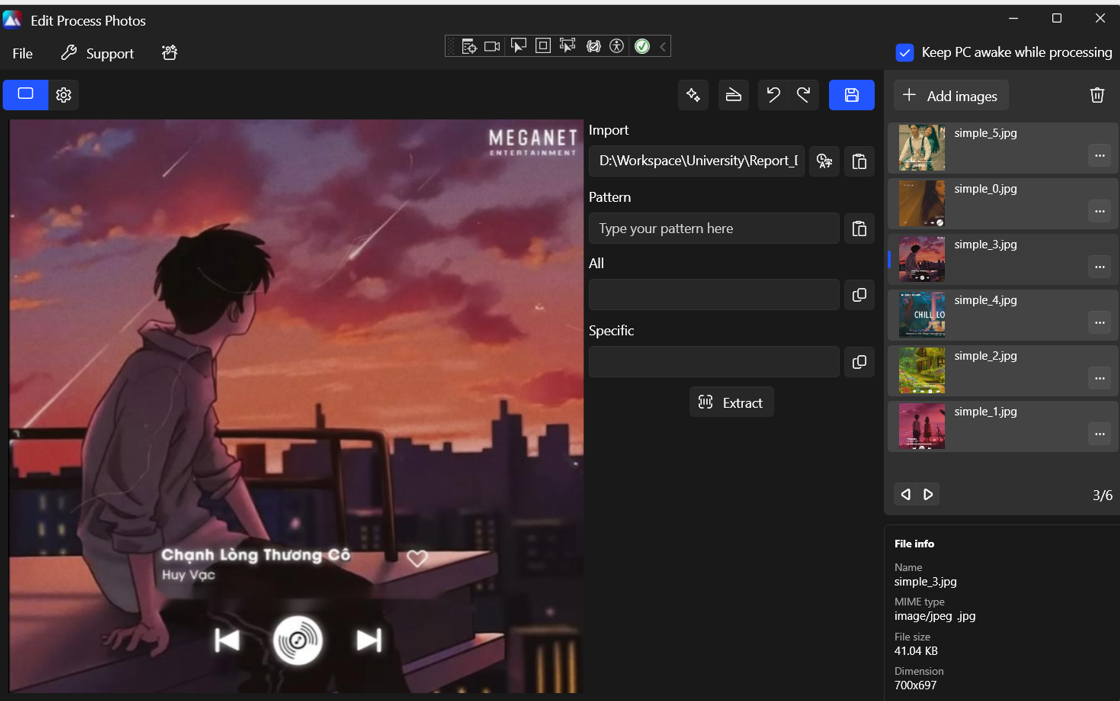 Edit Process Photos
File
Support
Keep PC awake while processing
Add images
MEGANET
ENTERTAINMENT
Import
D:\Workspace\University\Report_
Pattern
Type your pattern here
All
Specific
Extract
Chạnh Lòng Thương Cô
Huy Vạc
simple_5.jpg
simple_0.jpg
simple_3.jpg
simple_4.jpg
CHILL LO
simple_2.jpg
simple_1.jpg
3/6
File info
Name
simple_3.jpg
MIME type
image/jpeg .jpg
File size
41.04 KB
Dimension
700x697